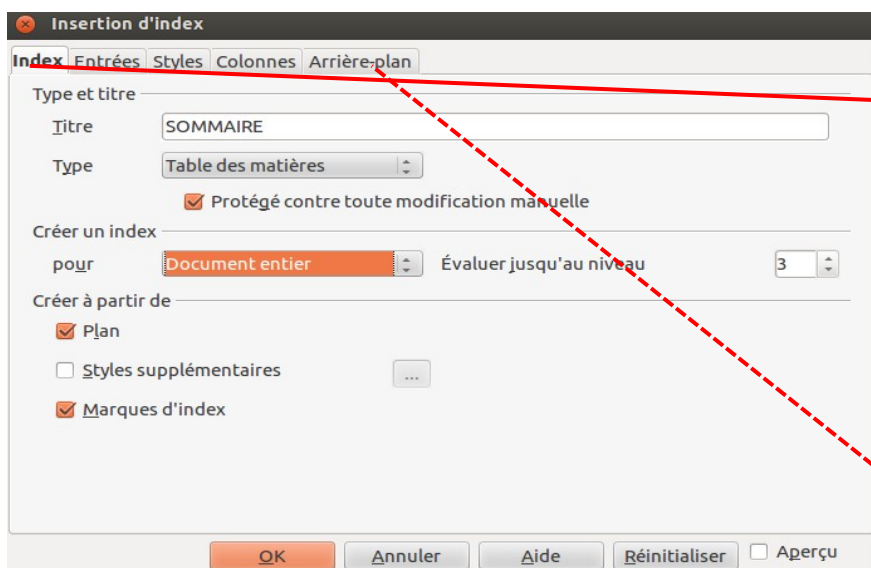 Insertion d'index
Index Entrées Styles Colonnes Arrière-plan
Type et titre
Titre SOMMAIRE
Type Table des matières
Protégé contre toute modification manuelle
Créer un index
pour Document entier Évaluer jusqu'au niveau 3
Créer à partir de
Plan
Styles supplémentaires ...
Marques d'index
OK Annuler Aide Réinitialiser Aperçu